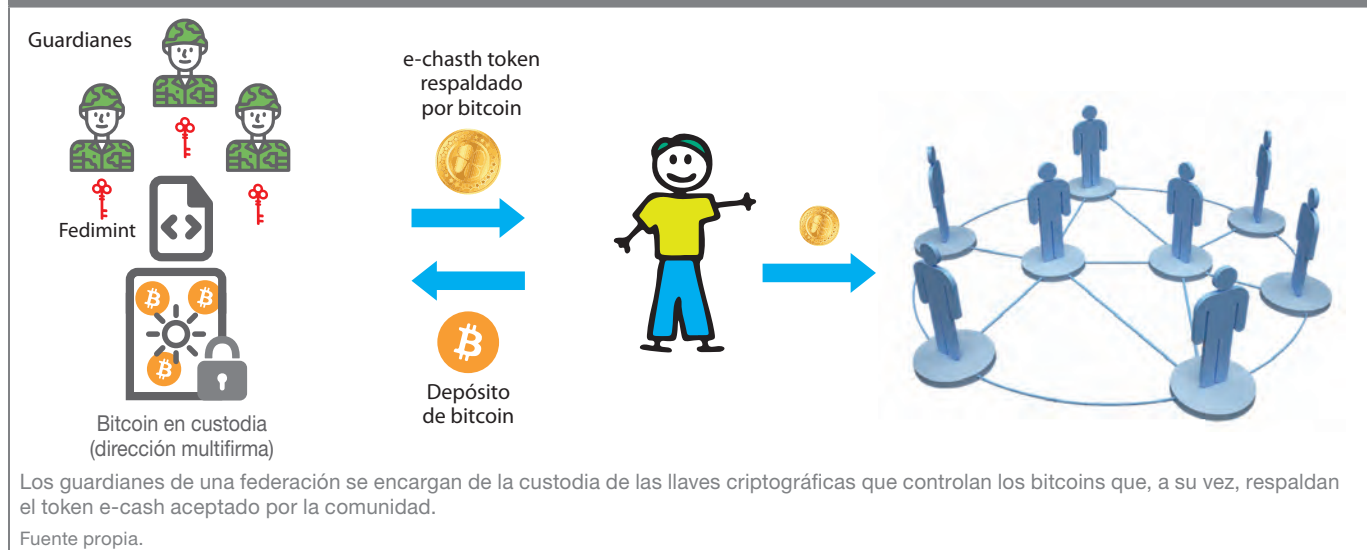 Guardianes
e-chasth token
respaldado
por bitcoin
Fedimint
Depósito
de bitcoin
Bitcoin en custodia
(dirección multifirma)
Los guardianes de una federación se encargan de la custodia de las llaves criptográficas que controlan los bitcoins que, a su vez, respaldan
el token e-cash aceptado por la comunidad.
Fuente propia.